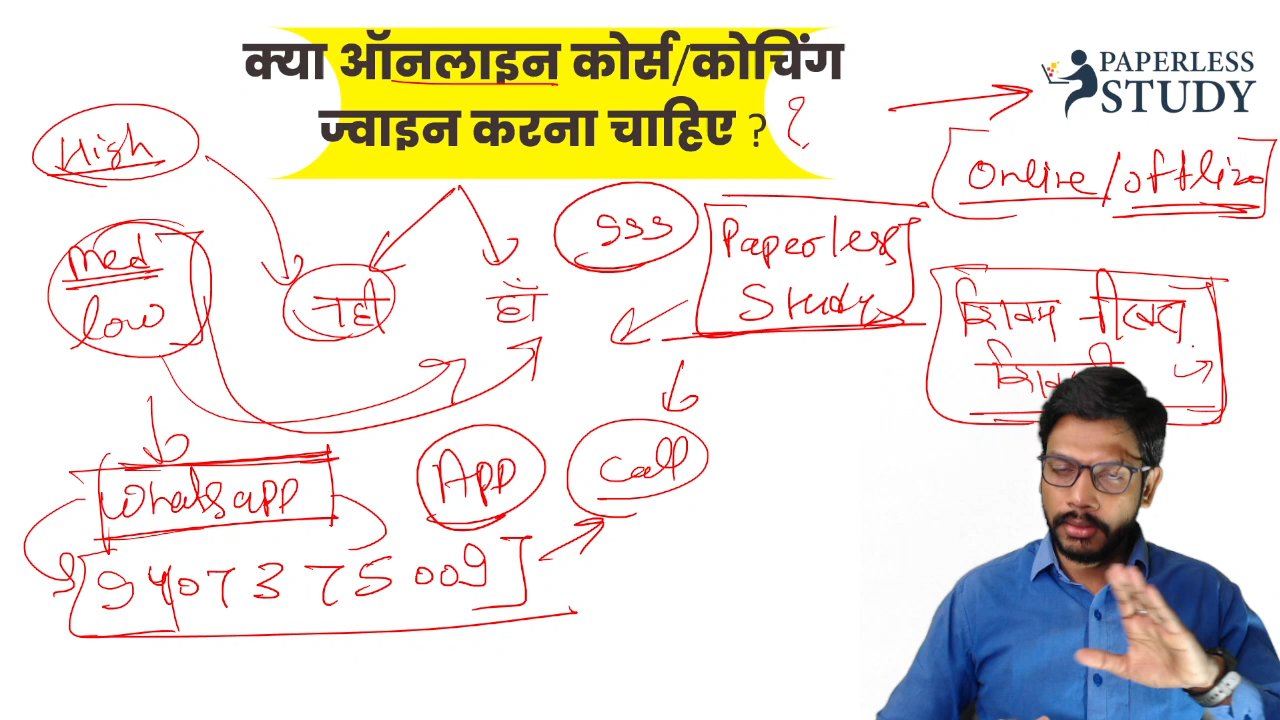 क्या ऑनलाइन कोर्स/कोचिंग
ज्वाइन करना चाहिए ?
?
PAPERLESS
STUDY
High
Online/offline
Med
low
नही
हाँ
Paperless
Study
Whatsapp
App
Call
9407375009